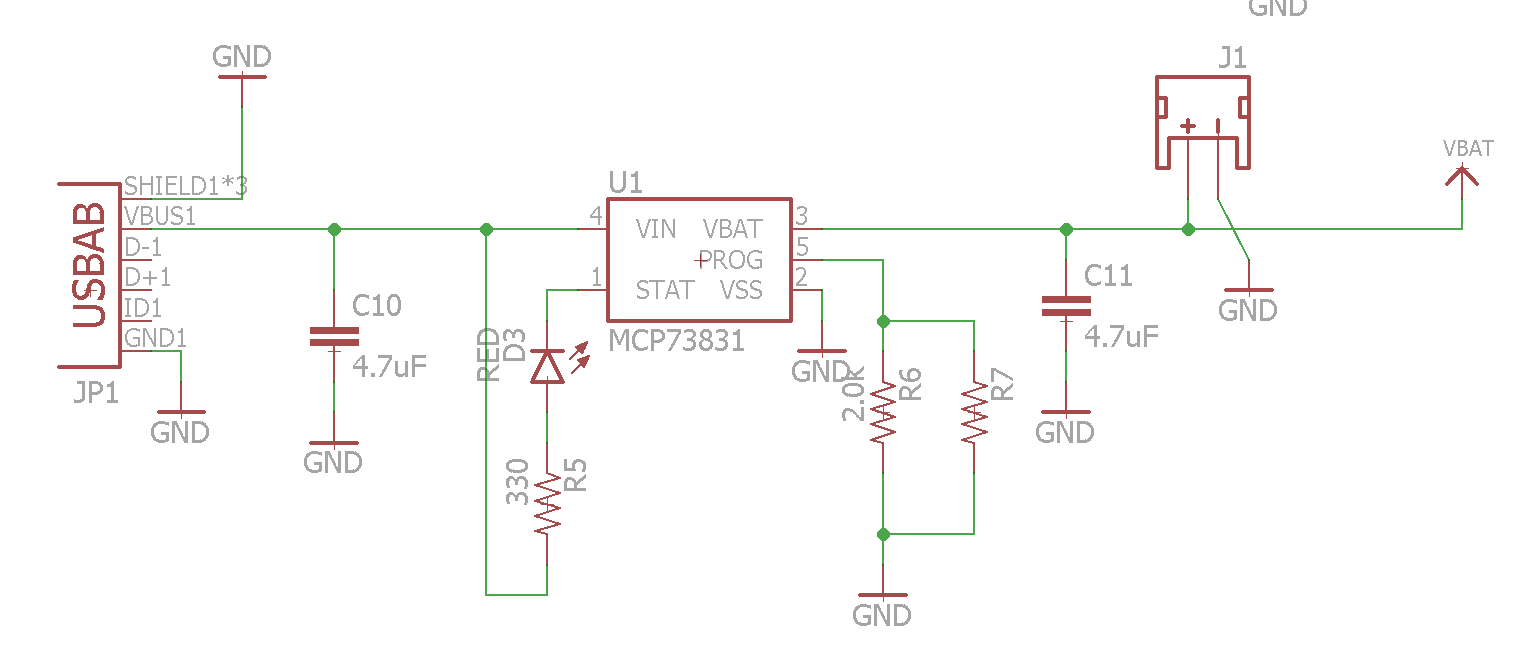 GND
J1
GND
VBAT
SHIELD1*3
VBUS1
D-1
D+1
ID1
GND1
USBAB
JP1
GND
C10
4.7uF
GND
U1
4
VIN
VBAT
3
PROG
5
1
STAT
VSS
2
MCP73831
RED
D3
330
R5
GND
2.0K
R6
R7
GND
C11
4.7uF
GND
+
GND